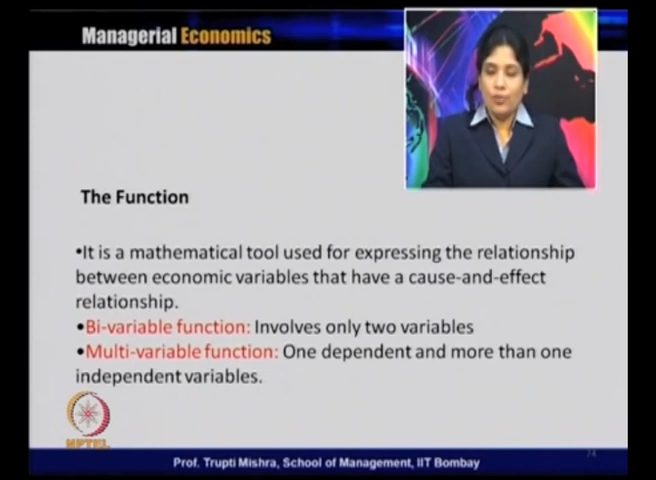 Managerial Economics
The Function
•It is a mathematical tool used for expressing the relationship
between economic variables that have a cause-and-effect
relationship.
•Bi-variable function: Involves only two variables
•Multi-variable function: One dependent and more than one
independent variables.
NPTEL
74
Prof. Trupti Mishra, School of Management, IIT Bombay